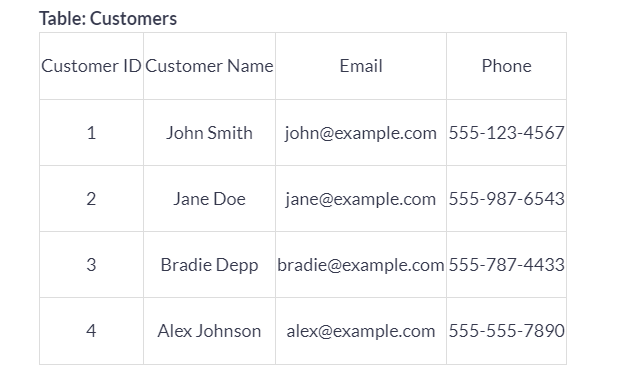 Table: Customers
Customer ID Customer Name Email Phone
1 John Smith john@example.com 555-123-4567
2 Jane Doe jane@example.com 555-987-6543
3 Bradie Depp bradie@example.com 555-787-4433
4 Alex Johnson alex@example.com 555-555-7890